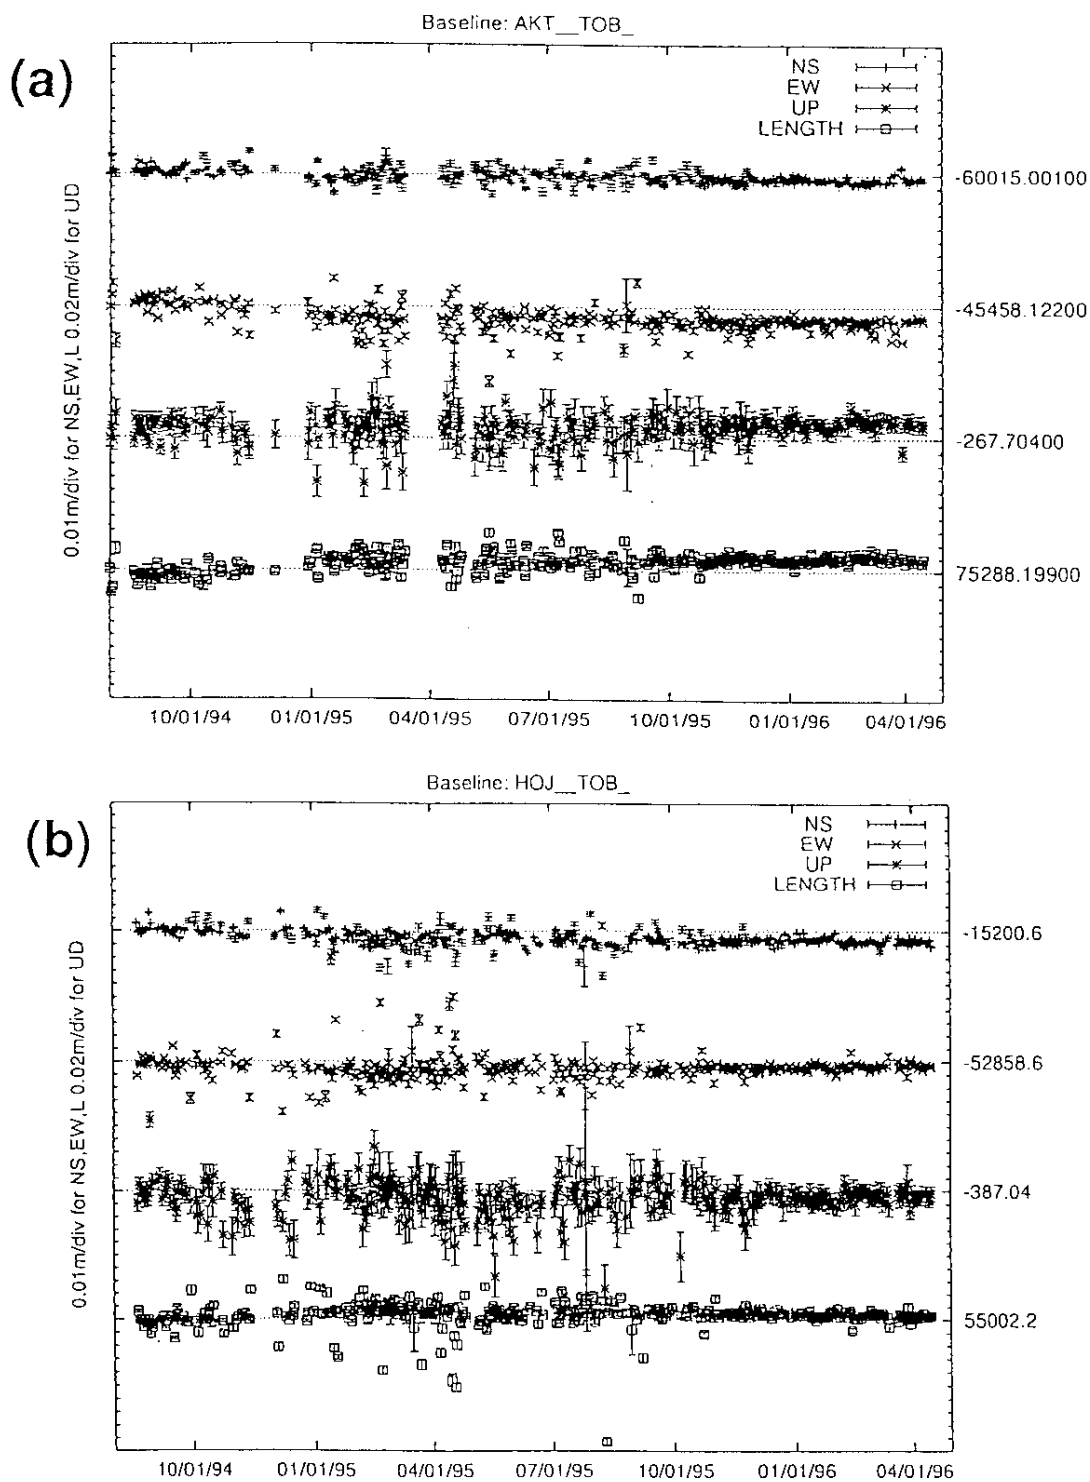 Baseline: AKT__TOB_
(a)
NS
EW
UP
LENGTH
0.01m/div for NS,EW,L 0.02m/div for UD
-60015.00100
-45458.12200
-267.70400
75288.19900
10/01/94 01/01/95 04/01/95 07/01/95 10/01/95 01/01/96 04/01/96
Baseline: HOJ__TOB_
(b)
NS
EW
UP
LENGTH
0.01m/div for NS,EW,L 0.02m/div for UD
-15200.6
-52858.6
-387.04
55002.2
10/01/94 01/01/95 04/01/95 07/01/95 10/01/95 01/01/96 04/01/96